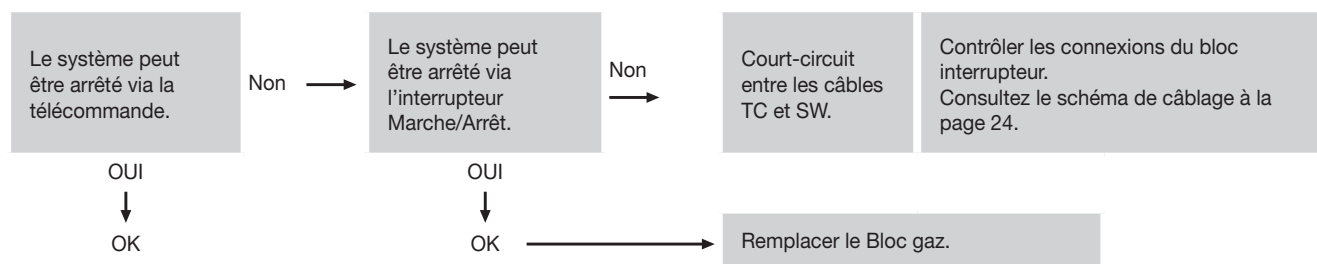 Le système peut
être arrêté via la
télécommande.
Non
Le système peut
être arrêté via
l'interrupteur
Marche/Arrêt.
Non
Court-circuit
entre les câbles
TC et SW.
Contrôler les connexions du bloc
interrupteur.
Consultez le schéma de câblage à la
page 24.
OUI
OK
OUI
OK
Remplacer le Bloc gaz.